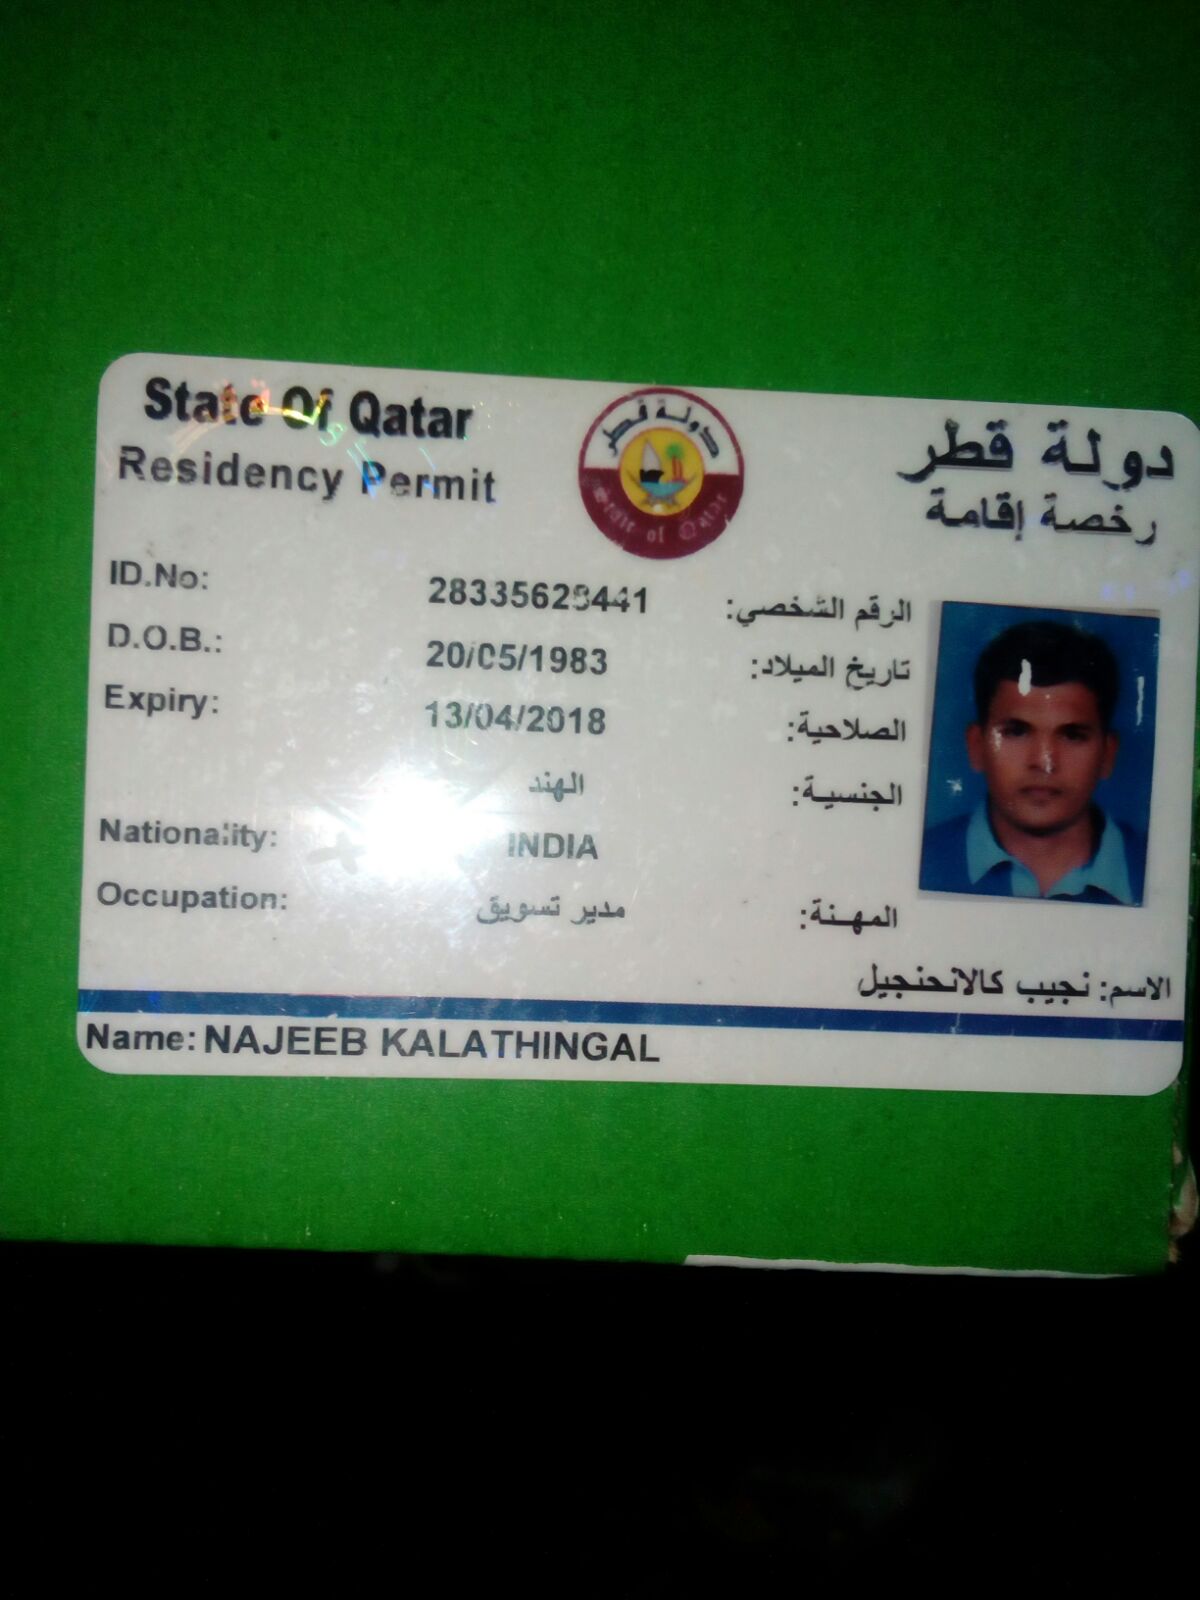 State Of Qatar
دولة قطر
Residency Permit
رخصة إقامة
دولة قطر
State of Qatar
ID.No: 28335628441 الرقم الشخصي:
D.O.B.: 20/05/1983 تاريخ الميلاد:
Expiry: 13/04/2018 الصلاحية:
الهند الجنسية:
Nationality: INDIA
Occupation: مدير تسويق المهنة:
الاسم: نجيب كالانحنجيل
Name: NAJEEB KALATHINGAL